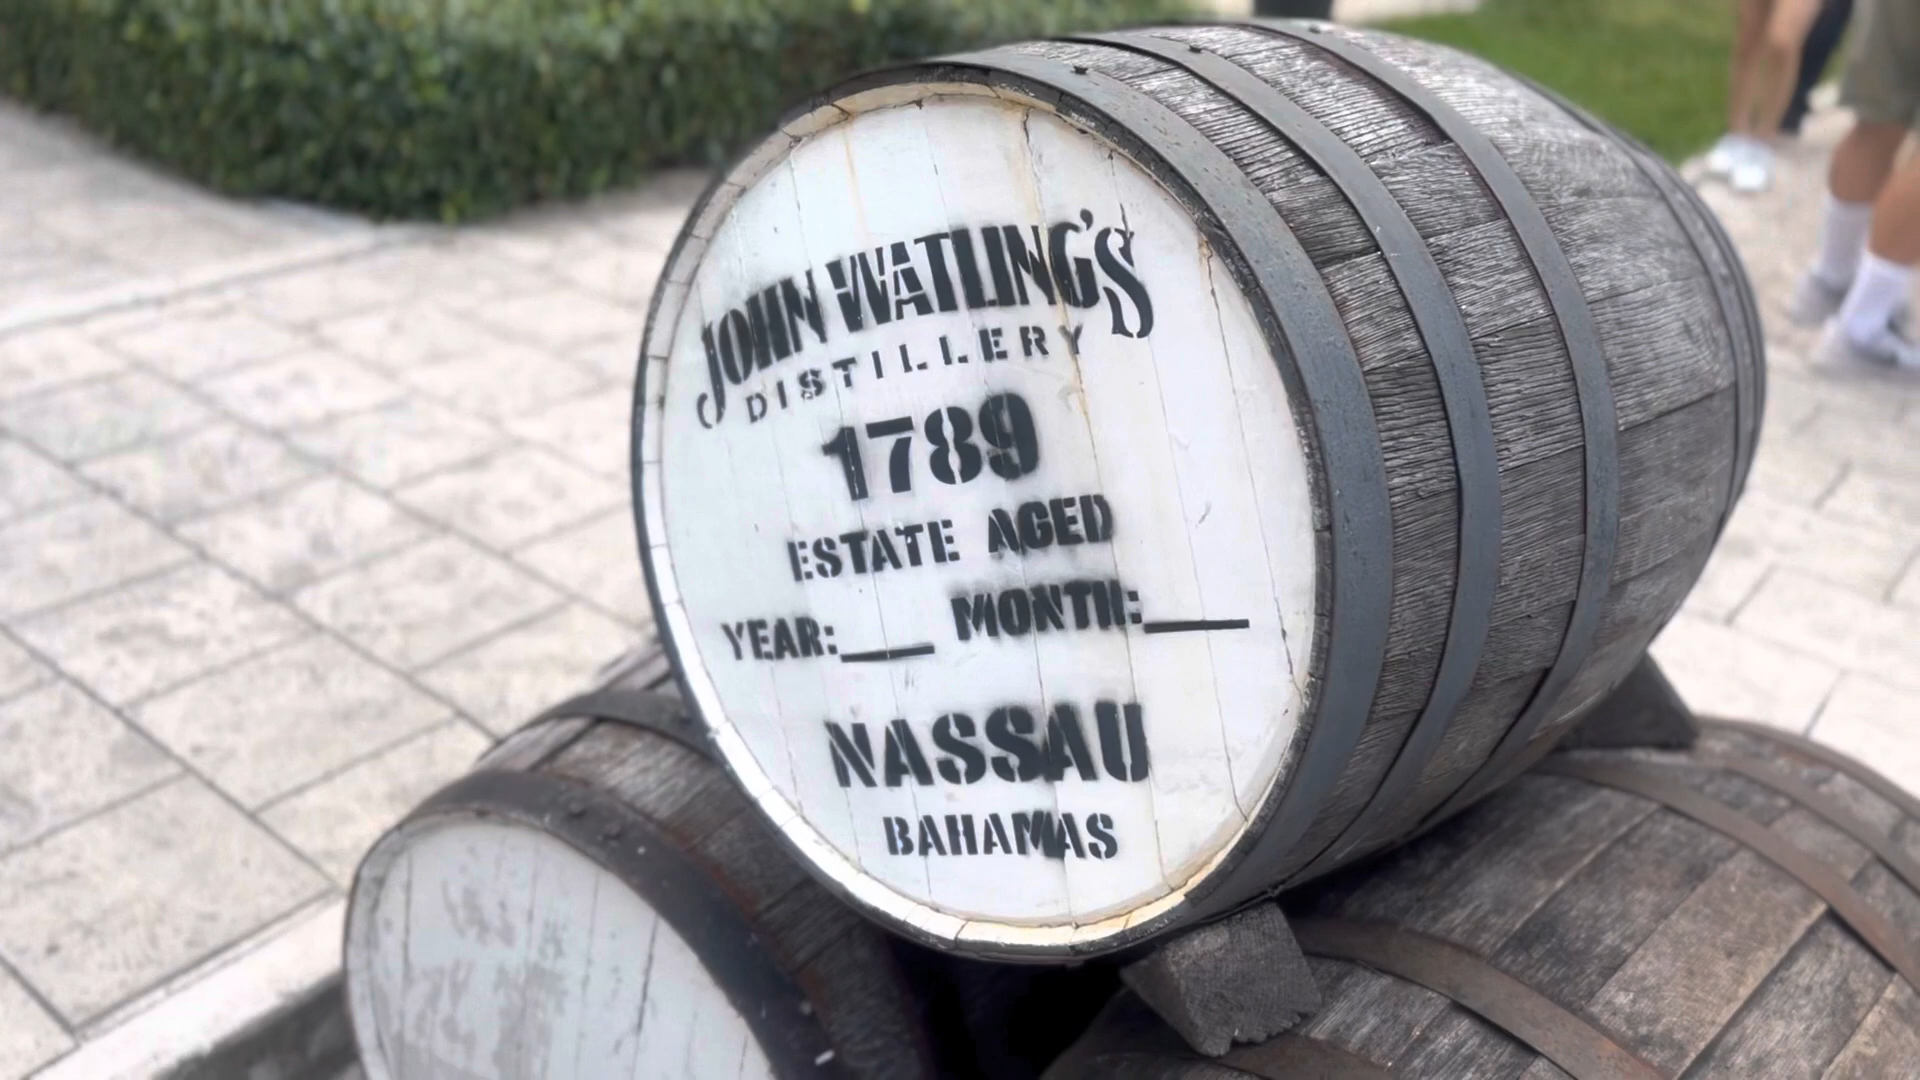 JOHN WATLING'S
DISTILLERY
1789
ESTATE AGED
YEAR:___ MONTH:___
NASSAU
BAHAMAS